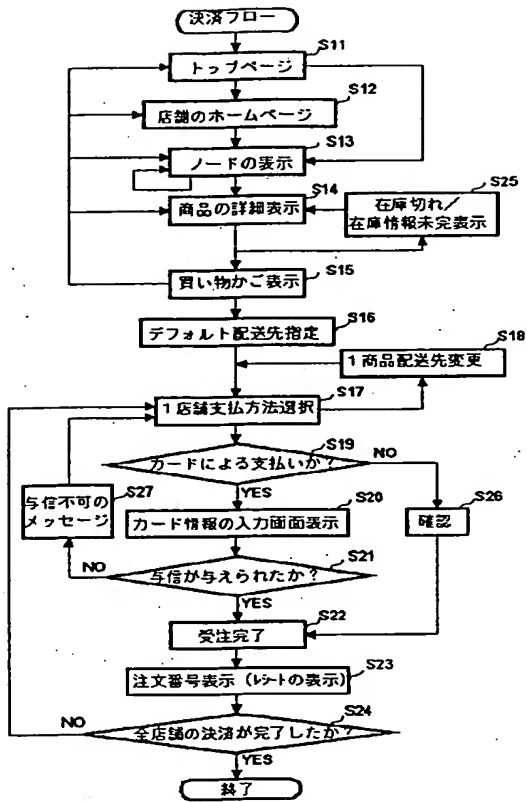 決済フロー
S11
トップページ
S12
店舗のホームページ
S13
ノードの表示
S14
商品の詳細表示
S25
在庫切れ／
在庫情報未完表示
S15
買い物かご表示
S16
デフォルト配送先指定
S18
1商品配送先変更
S17
1店舗支払方法選択
S19
カードによる支払いか？
NO
YES
S27
与信不可の
メッセージ
S20
カード情報の入力画面表示
S26
確認
S21
与信が与えられたか？
NO
YES
S22
受注完了
S23
注文番号表示（レシートの表示）
S24
全店舗の決済が完了したか？
NO
YES
終了